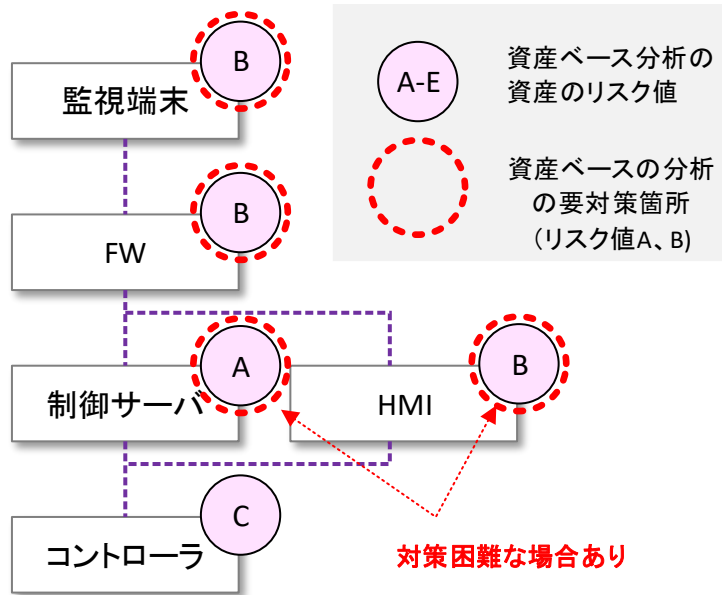 B
監視端末
B
FW
A
制御サーバ
B
HMI
C
コントローラ
対策困難な場合あり
A-E
資産ベース分析の
資産のリスク値
資産ベースの分析
の要対策箇所
（リスク値A、B)